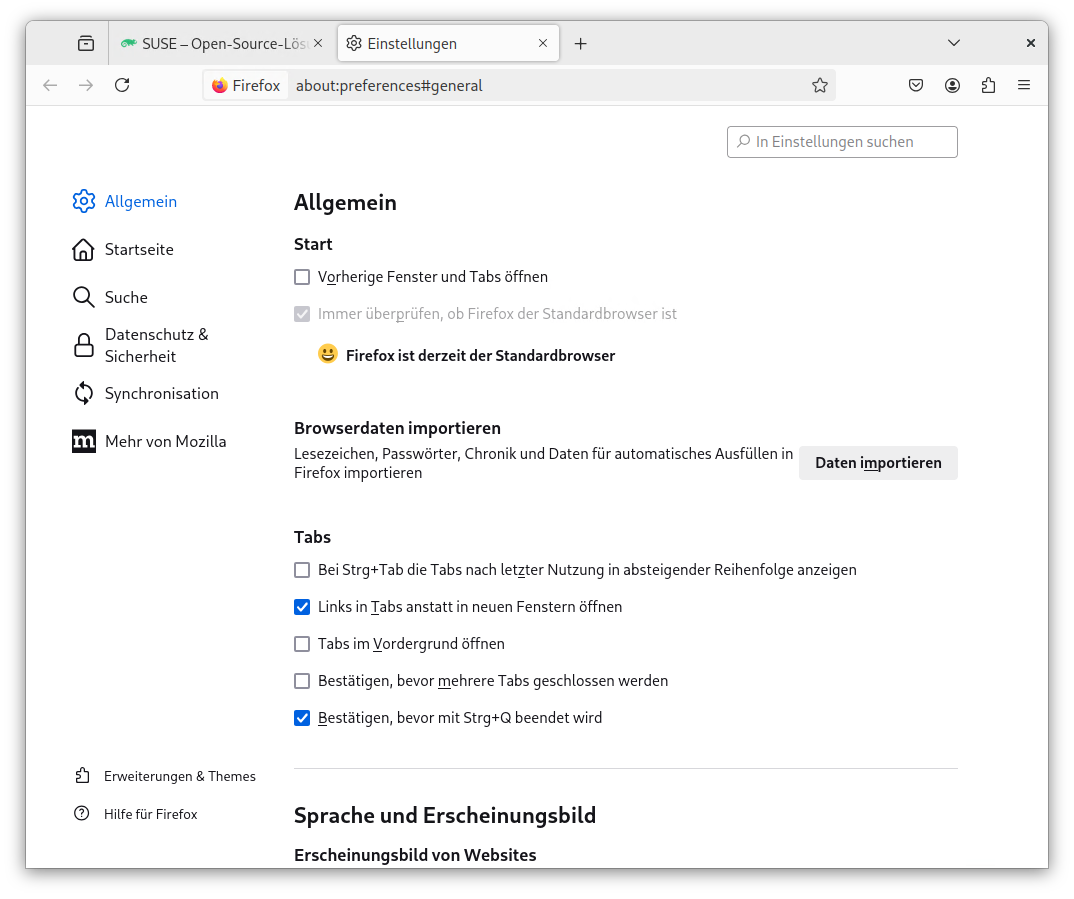 SUSE – Open-Source-Lös
Einstellungen
Firefox
about:preferences#general
In Einstellungen suchen
Allgemein
Startseite
Suche
Datenschutz &
Sicherheit
Synchronisation
Mehr von Mozilla
Erweiterungen & Themes
Hilfe für Firefox
Allgemein
Start
Vorherige Fenster und Tabs öffnen
Immer überprüfen, ob Firefox der Standardbrowser ist
Firefox ist derzeit der Standardbrowser
Browserdaten importieren
Lesezeichen, Passwörter, Chronik und Daten für automatisches Ausfüllen in
Firefox importieren
Daten importieren
Tabs
Bei Strg+Tab die Tabs nach letzter Nutzung in absteigender Reihenfolge anzeigen
Links in Tabs anstatt in neuen Fenstern öffnen
Tabs im Vordergrund öffnen
Bestätigen, bevor mehrere Tabs geschlossen werden
Bestätigen, bevor mit Strg+Q beendet wird
Sprache und Erscheinungsbild
Erscheinungsbild von Websites